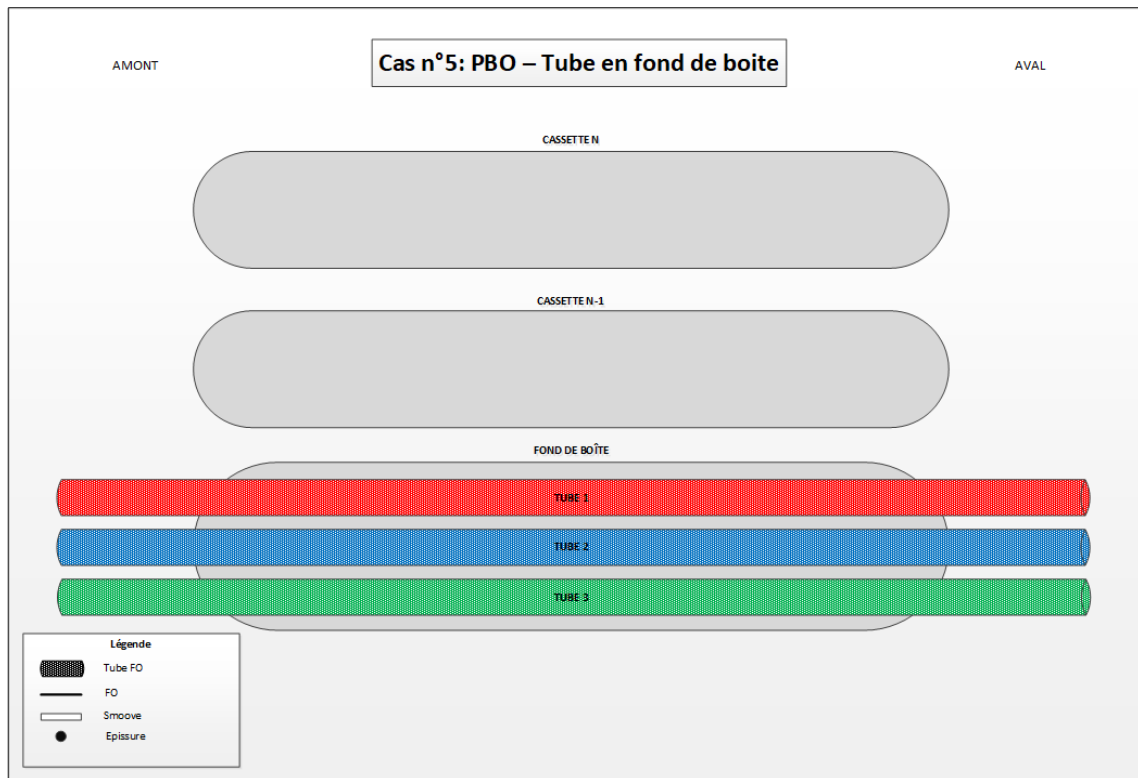 AMONT
Cas n°5: PBO – Tube en fond de boite
AVAL
CASSETTE N
CASSETTE N-1
FOND DE BOÎTE
TUBE 1
TUBE 2
TUBE 3
Légende
Tube FO
FO
Smoove
Epissure